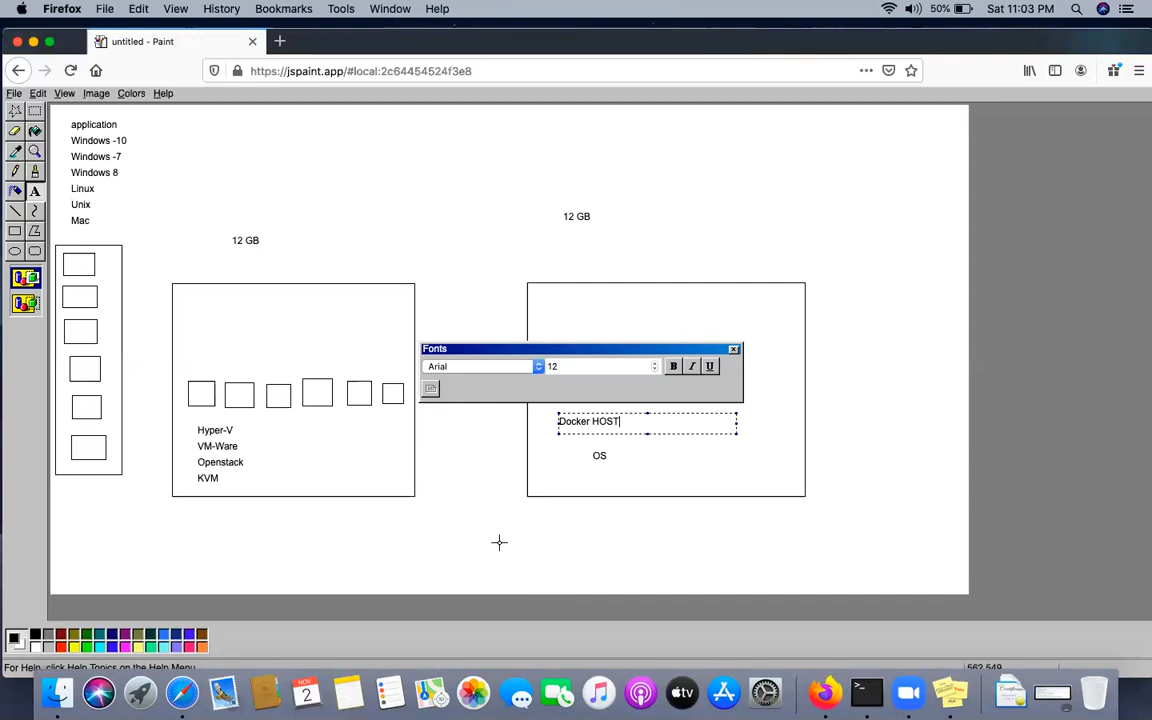 Firefox File Edit View History Bookmarks Tools Window Help 50% Sat 11:03 PM
untitled - Paint
https://jspaint.app/#local:2c64454524f3e8
File Edit View Image Colors Help
application
Windows -10
Windows -7
Windows 8
Linux
Unix
Mac
12 GB
12 GB
Fonts
Arial 12 B I U
Docker HOST
Hyper-V
VM-Ware
Openstack
KVM
OS
For Help, click Help Topics on the Help Menu. 562,549
NOV
2
tv